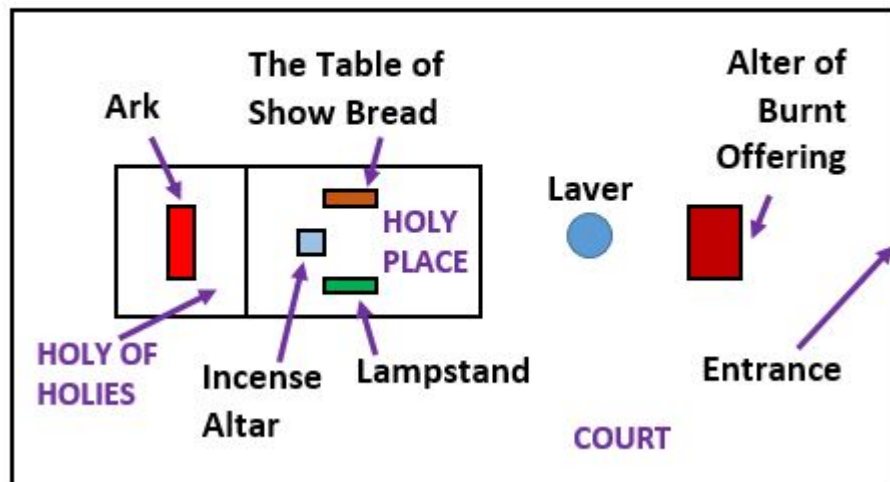 The Table of
Show Bread
Ark
Alter of
Burnt
Offering
Laver
HOLY
PLACE
HOLY OF
HOLIES
Incense
Altar
Lampstand
Entrance
COURT